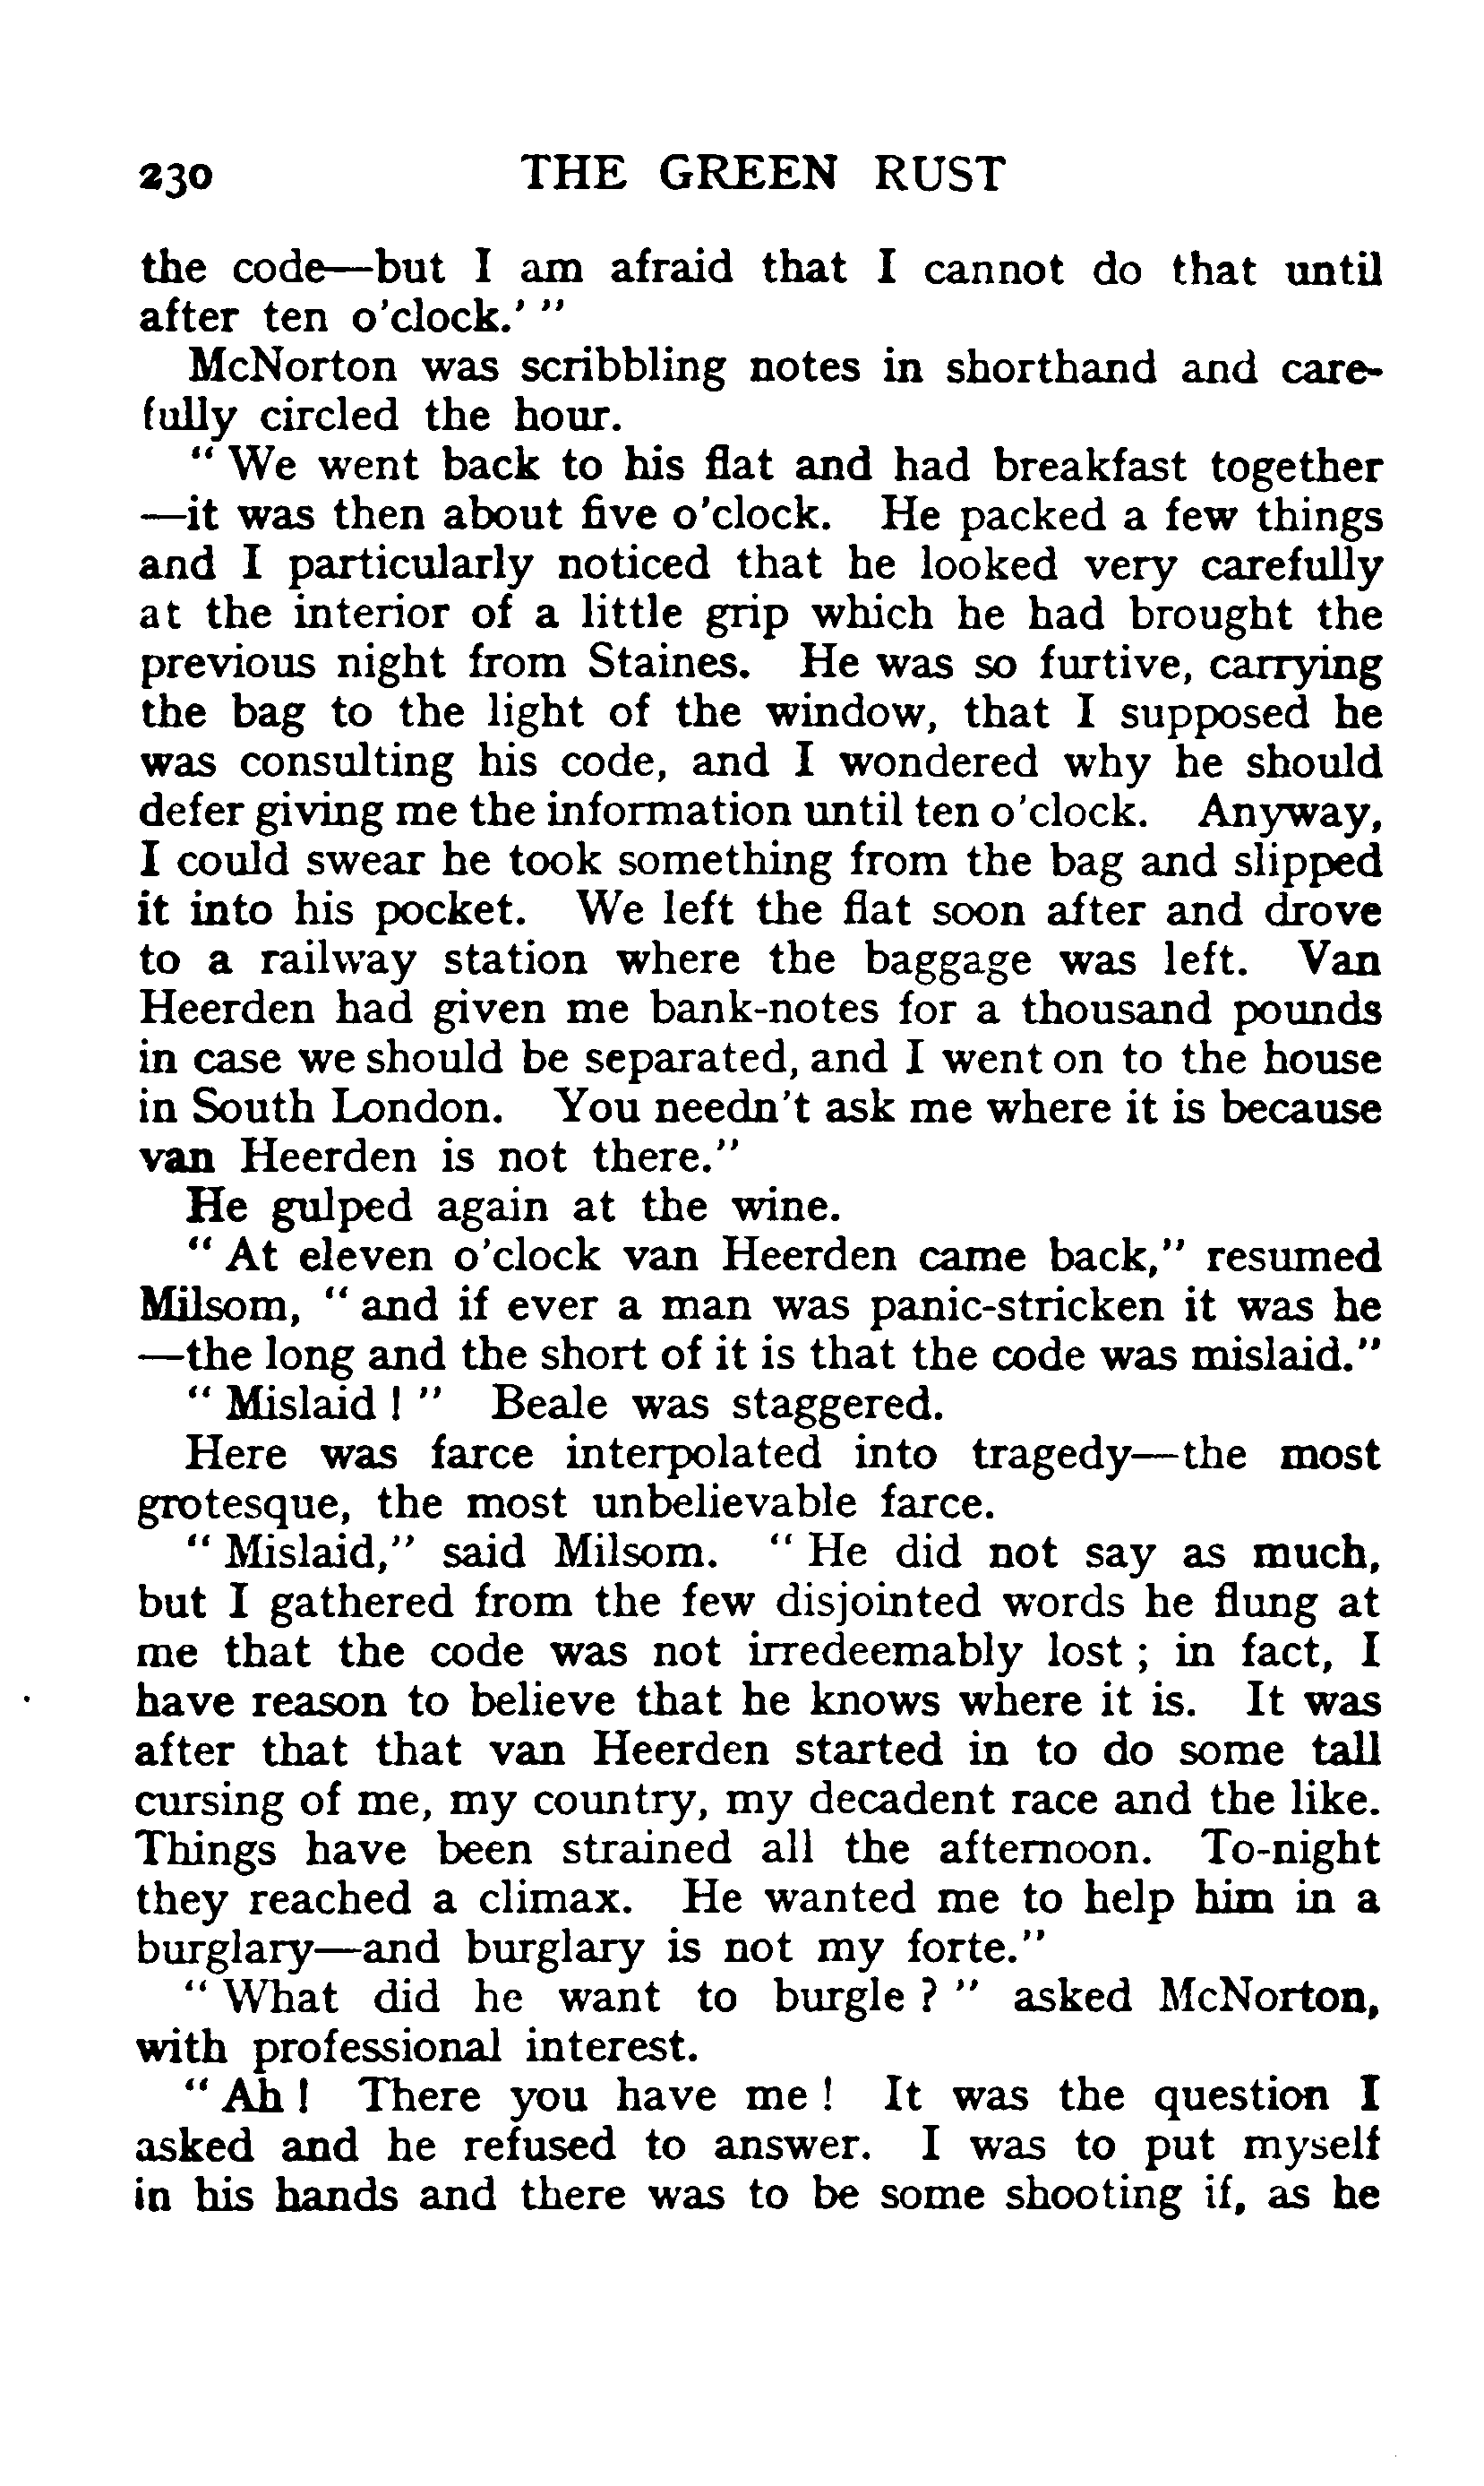 230 THE GREEN RUST
the code—but I am afraid that I cannot do that until
after ten o'clock.' "
McNorton was scribbling notes in shorthand and care-
fully circled the hour.
" We went back to his flat and had breakfast together
—it was then about five o'clock. He packed a few things
and I particularly noticed that he looked very carefully
at the interior of a little grip which he had brought the
previous night from Staines. He was so furtive, carrying
the bag to the light of the window, that I supposed he
was consulting his code, and I wondered why he should
defer giving me the information until ten o'clock. Anyway,
I could swear he took something from the bag and slipped
it into his pocket. We left the flat soon after and drove
to a railway station where the baggage was left. Van
Heerden had given me bank-notes for a thousand pounds
in case we should be separated, and I went on to the house
in South London. You needn't ask me where it is because
van Heerden is not there."
He gulped again at the wine.
" At eleven o'clock van Heerden came back," resumed
Milsom, " and if ever a man was panic-stricken it was he
—the long and the short of it is that the code was mislaid."
" Mislaid ! " Beale was staggered.
Here was farce interpolated into tragedy—the most
grotesque, the most unbelievable farce.
" Mislaid," said Milsom. " He did not say as much,
but I gathered from the few disjointed words he flung at
me that the code was not irredeemably lost ; in fact, I
have reason to believe that he knows where it is. It was
after that that van Heerden started in to do some tall
cursing of me, my country, my decadent race and the like.
Things have been strained all the afternoon. To-night
they reached a climax. He wanted me to help him in a
burglary—and burglary is not my forte."
" What did he want to burgle ? " asked McNorton,
with professional interest.
" Ah ! There you have me ! It was the question I
asked and he refused to answer. I was to put myself
in his hands and there was to be some shooting if, as he